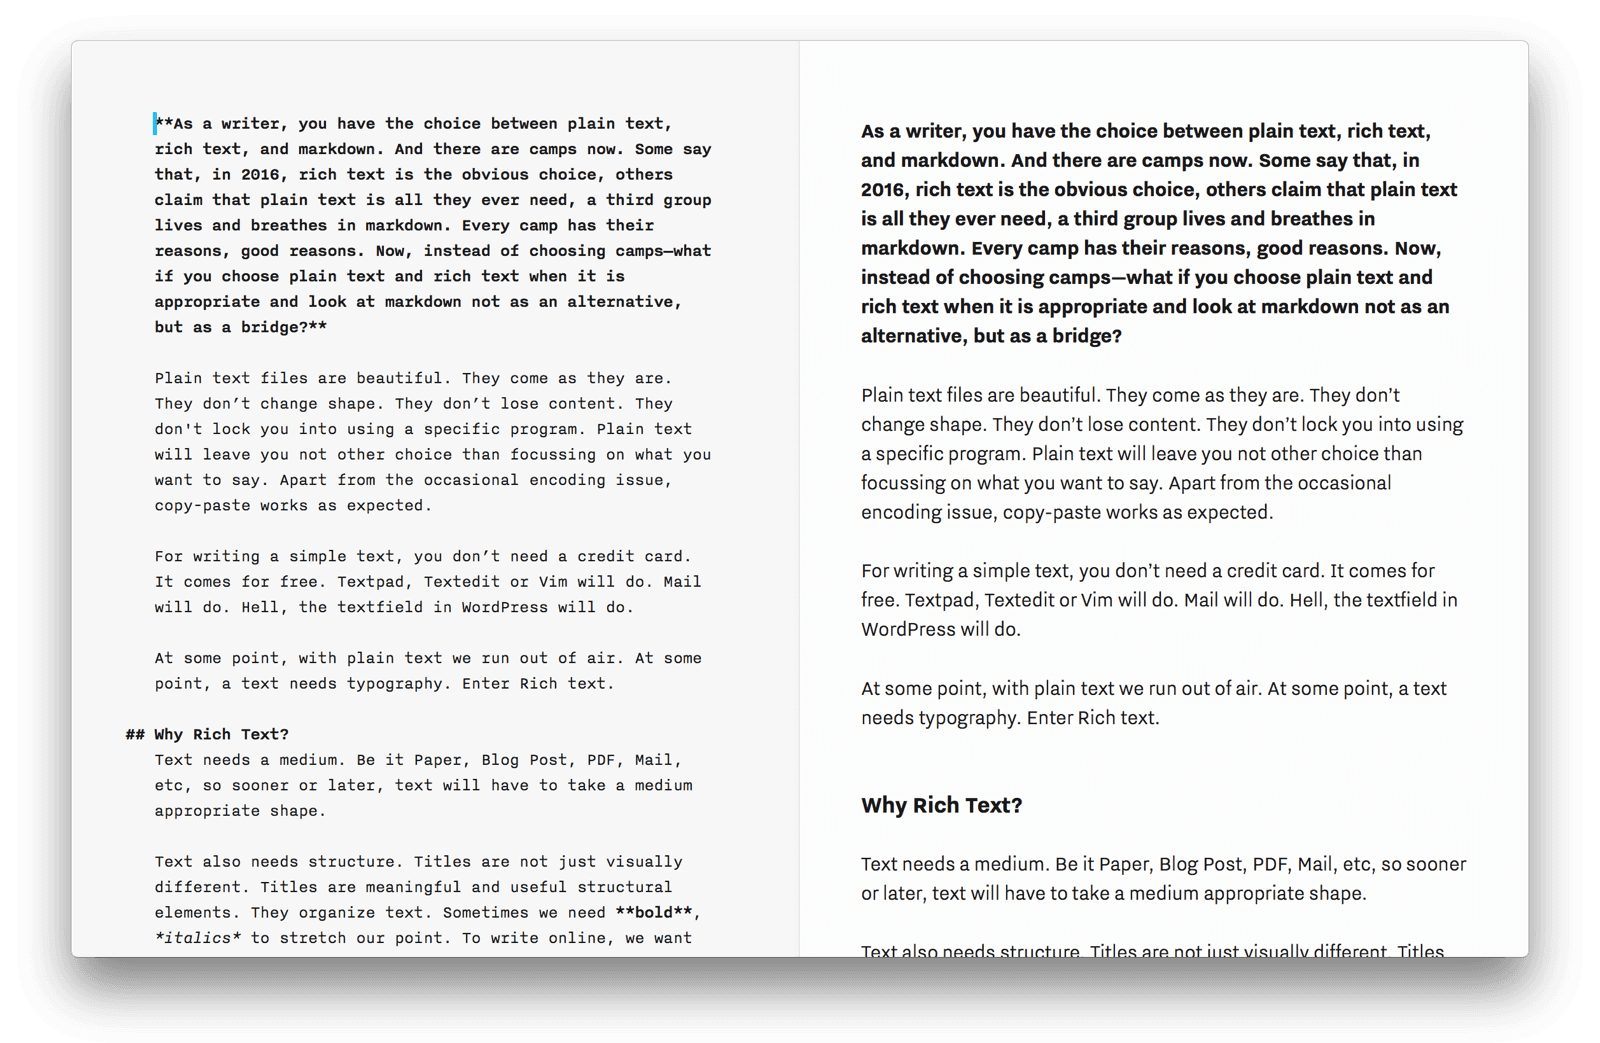 **As a writer, you have the choice between plain text,
rich text, and markdown. And there are camps now. Some say
that, in 2016, rich text is the obvious choice, others
claim that plain text is all they ever need, a third group
lives and breathes in markdown. Every camp has their
reasons, good reasons. Now, instead of choosing camps—what
if you choose plain text and rich text when it is
appropriate and look at markdown not as an alternative,
but as a bridge?**
Plain text files are beautiful. They come as they are.
They don’t change shape. They don’t lose content. They
don't lock you into using a specific program. Plain text
will leave you not other choice than focussing on what you
want to say. Apart from the occasional encoding issue,
copy-paste works as expected.
For writing a simple text, you don’t need a credit card.
It comes for free. Textpad, Textedit or Vim will do. Mail
will do. Hell, the textfield in WordPress will do.
At some point, with plain text we run out of air. At some
point, a text needs typography. Enter Rich text.
## Why Rich Text?
Text needs a medium. Be it Paper, Blog Post, PDF, Mail,
etc, so sooner or later, text will have to take a medium
appropriate shape.
Text also needs structure. Titles are not just visually
different. Titles are meaningful and useful structural
elements. They organize text. Sometimes we need **bold**,
*italics* to stretch our point. To write online, we want
As a writer, you have the choice between plain text, rich text,
and markdown. And there are camps now. Some say that, in
2016, rich text is the obvious choice, others claim that plain text
is all they ever need, a third group lives and breathes in
markdown. Every camp has their reasons, good reasons. Now,
instead of choosing camps—what if you choose plain text and
rich text when it is appropriate and look at markdown not as an
alternative, but as a bridge?
Plain text files are beautiful. They come as they are. They don’t
change shape. They don’t lose content. They don’t lock you into using
a specific program. Plain text will leave you not other choice than
focussing on what you want to say. Apart from the occasional
encoding issue, copy-paste works as expected.
For writing a simple text, you don’t need a credit card. It comes for
free. Textpad, Textedit or Vim will do. Mail will do. Hell, the textfield in
WordPress will do.
At some point, with plain text we run out of air. At some point, a text
needs typography. Enter Rich text.
Why Rich Text?
Text needs a medium. Be it Paper, Blog Post, PDF, Mail, etc, so sooner
or later, text will have to take a medium appropriate shape.
Text also needs structure. Titles are not just visually different. Titles